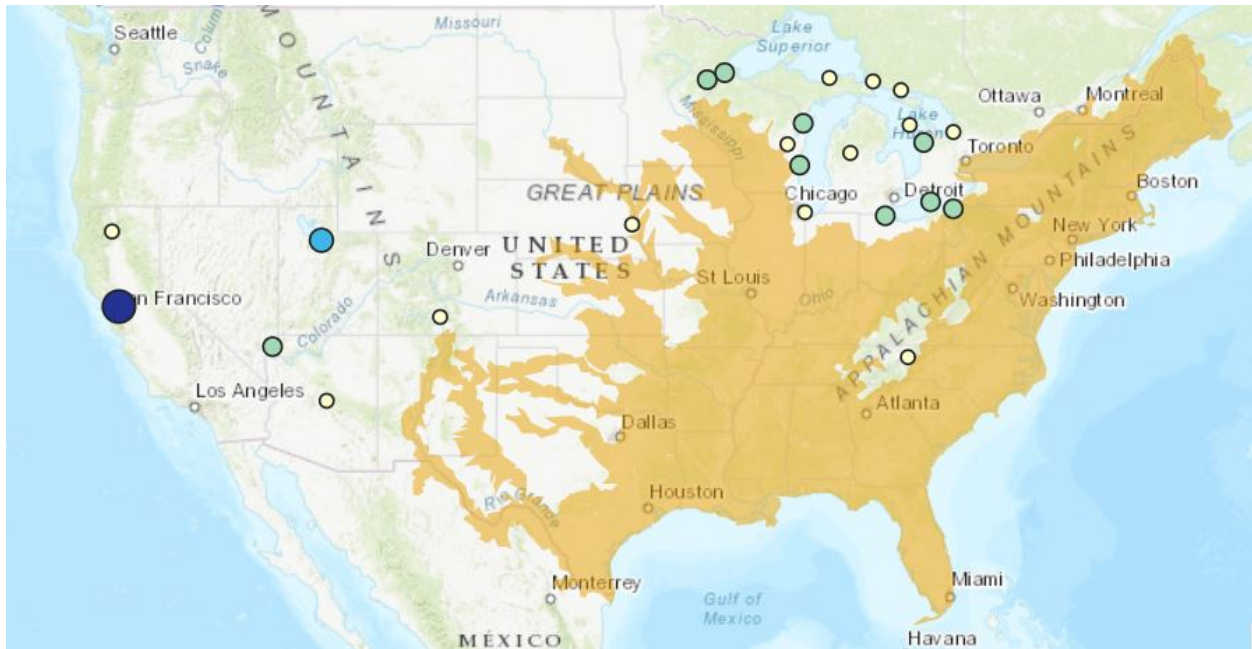 Seattle
Missouri
Lake
Superior
Colum
Snake
MOUNTAINS
Mississippi
Ottawa
Montreal
Lake
Huron
Toronto
GREAT PLAINS
Chicago
Detroit
Boston
UNITED
STATES
Denver
New York
Philadelphia
Washington
St Louis
Ohio
an Francisco
Colorado
Arkansas
APPALACHIAN MOUNTAINS
Los Angeles
Atlanta
Dallas
Houston
Rio Grande
Monterrey
Miami
Gulf of
Mexico
MÉXICO
Havana